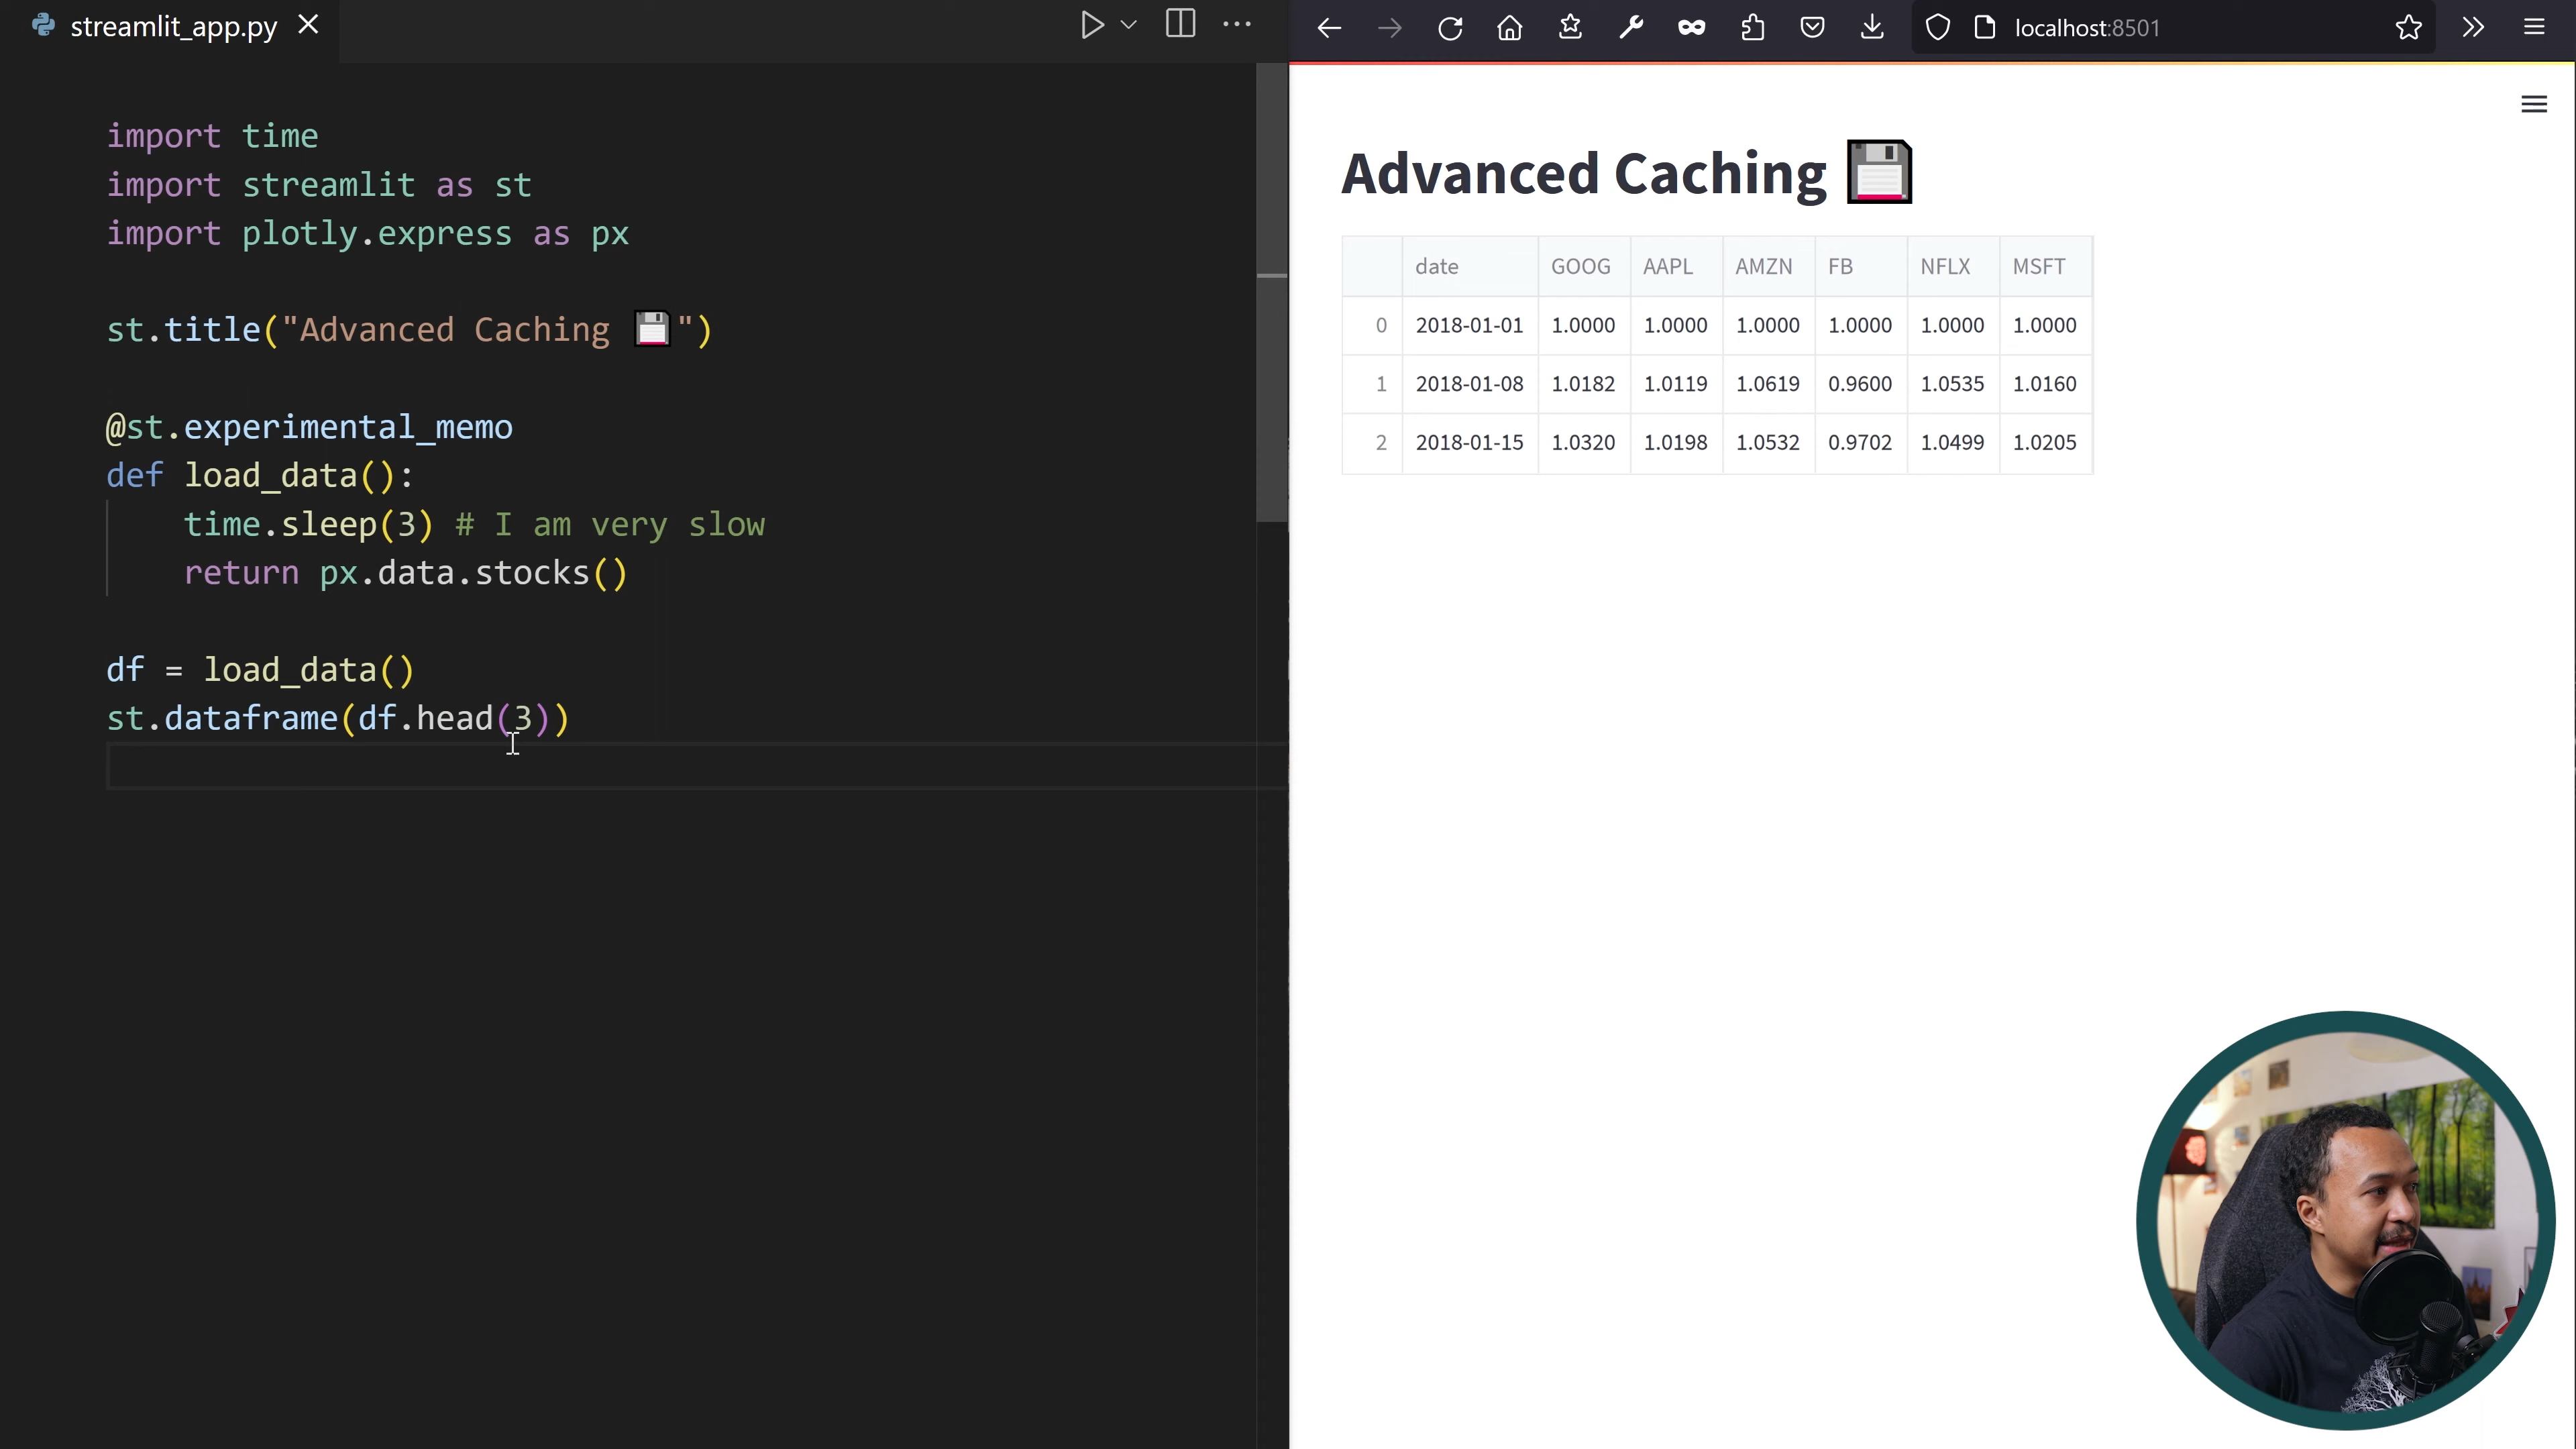 streamlit_app.py
import time
import streamlit as st
import plotly.express as px
st.title("Advanced Caching 💾")
@st.experimental_memo
def load_data():
    time.sleep(3) # I am very slow
    return px.data.stocks()
df = load_data()
st.dataframe(df.head(3))
localhost:8501
Advanced Caching 💾
date GOOG AAPL AMZN FB NFLX MSFT
0 2018-01-01 1.0000 1.0000 1.0000 1.0000 1.0000 1.0000
1 2018-01-08 1.0182 1.0119 1.0619 0.9600 1.0535 1.0160
2 2018-01-15 1.0320 1.0198 1.0532 0.9702 1.0499 1.0205